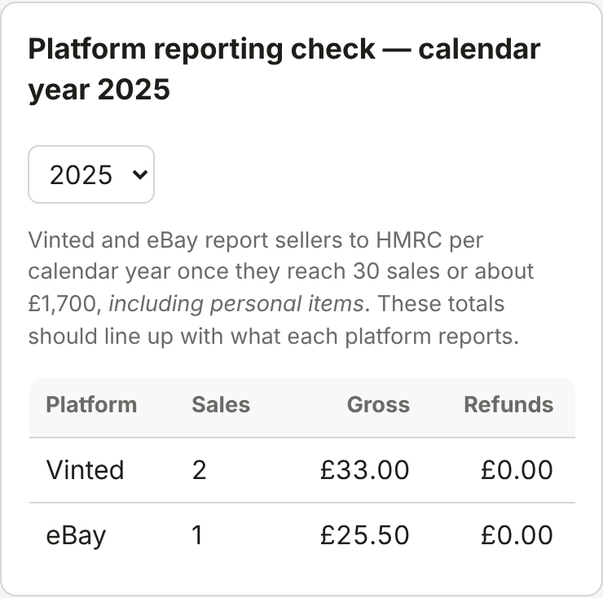 Platform reporting check — calendar
year 2025
2025
Vinted and eBay report sellers to HMRC per
calendar year once they reach 30 sales or about
£1,700, including personal items. These totals
should line up with what each platform reports.
Platform Sales Gross Refunds
Vinted 2 £33.00 £0.00
eBay 1 £25.50 £0.00